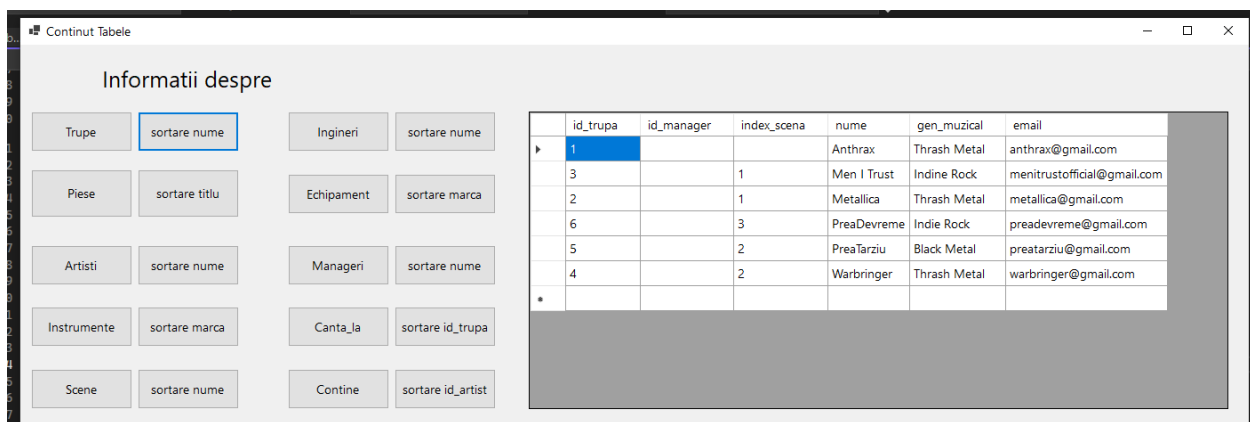 Continut Tabele
Informatii despre
Trupe sortare nume Ingineri sortare nume
Piese sortare titlu Echipament sortare marca
Artisti sortare nume Manageri sortare nume
Instrumente sortare marca Canta_la sortare id_trupa
Scene sortare nume Contine sortare id_artist
id_trupa id_manager index_scena nume gen_muzical email
1 Anthrax Thrash Metal anthrax@gmail.com
3 1 Men I Trust Indine Rock menitrustofficial@gmail.com
2 1 Metallica Thrash Metal metallica@gmail.com
6 3 PreaDevreme Indie Rock preadevreme@gmail.com
5 2 PreaTarziu Black Metal preatarziu@gmail.com
4 2 Warbringer Thrash Metal warbringer@gmail.com